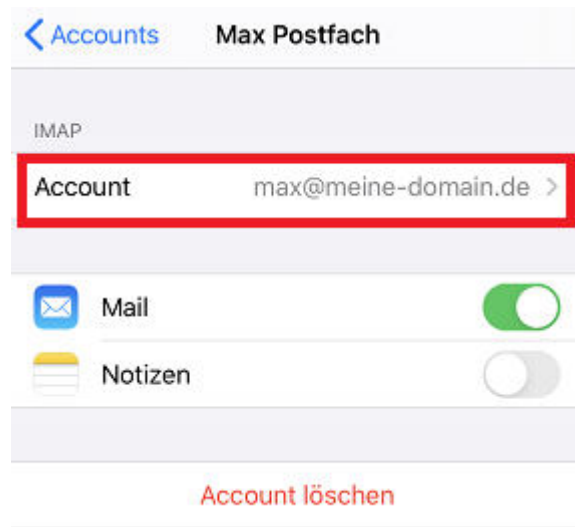 Accounts Max Postfach
IMAP
Account max@meine-domain.de
Mail
Notizen
Account löschen